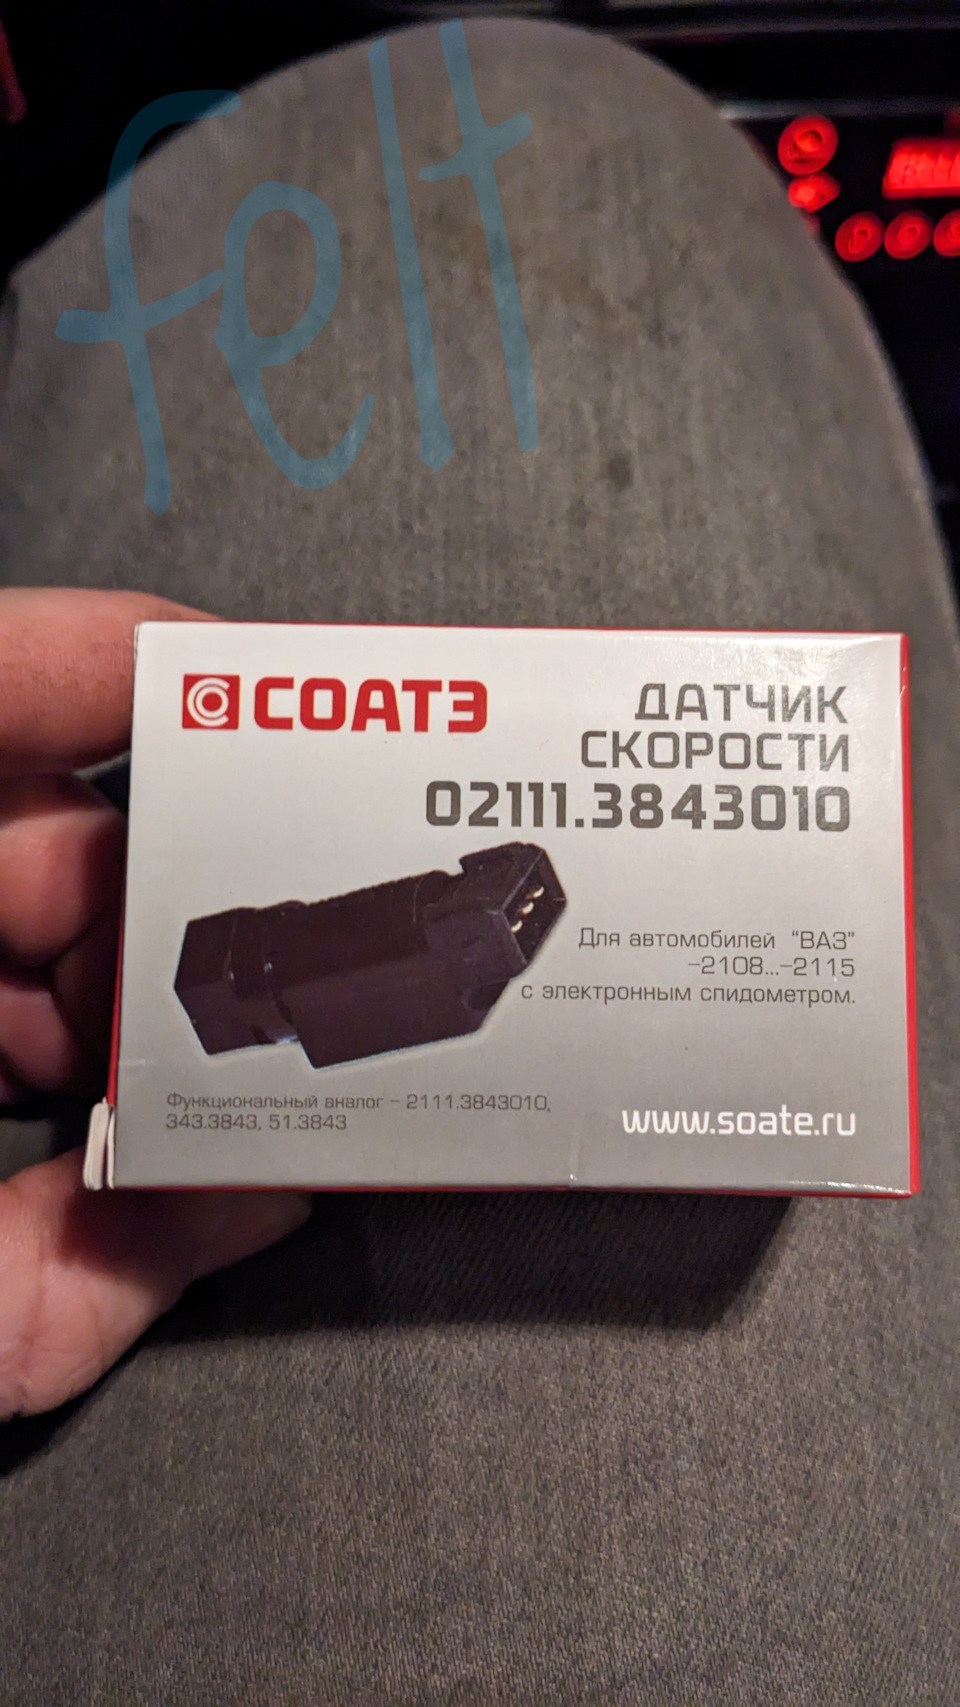 felt
СОАТЭ
ДАТЧИК
СКОРОСТИ
02111.3843010
Для автомобилей "ВАЗ"
-2108...-2115
с электронным спидометром.
Функциональный аналог - 2111.3843010,
343.3843, 51.3843
www.soate.ru